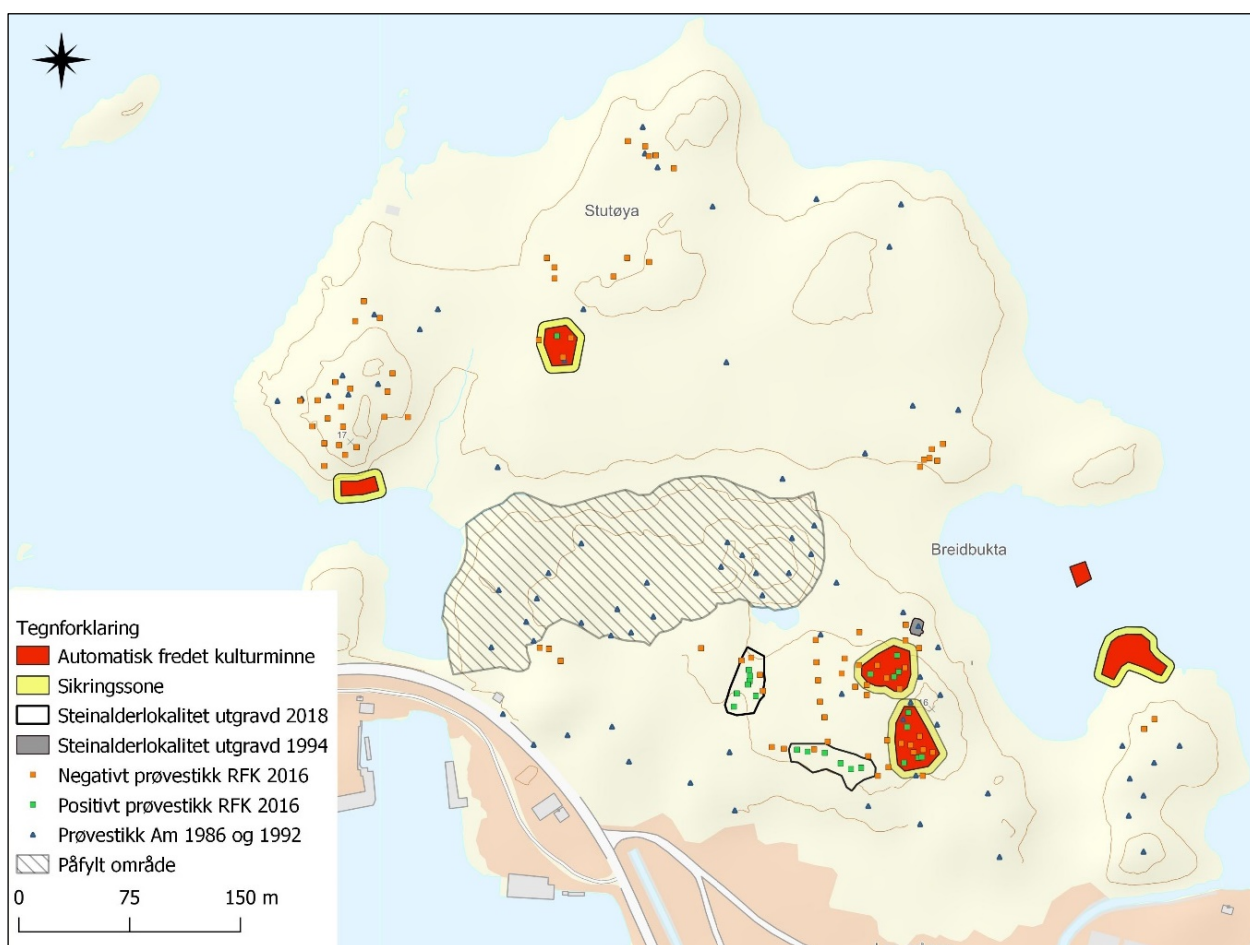 Stutøya
17
Breidbukta
16
Tegnforklaring
Automatisk fredet kulturminne
Sikringssone
Steinalderlokalitet utgravd 2018
Steinalderlokalitet utgravd 1994
Negativt prøvestikk RFK 2016
Positivt prøvestikk RFK 2016
Prøvestikk Am 1986 og 1992
Påfylt område
0 75 150 m